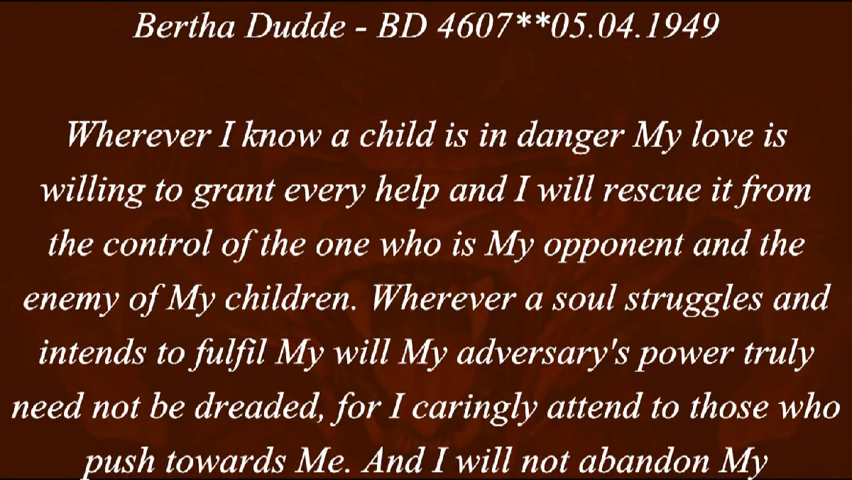 Bertha Dudde - BD 4607**05.04.1949
Wherever I know a child is in danger My love is
willing to grant every help and I will rescue it from
the control of the one who is My opponent and the
enemy of My children. Wherever a soul struggles and
intends to fulfil My will My adversary's power truly
need not be dreaded, for I caringly attend to those who
push towards Me. And I will not abandon My